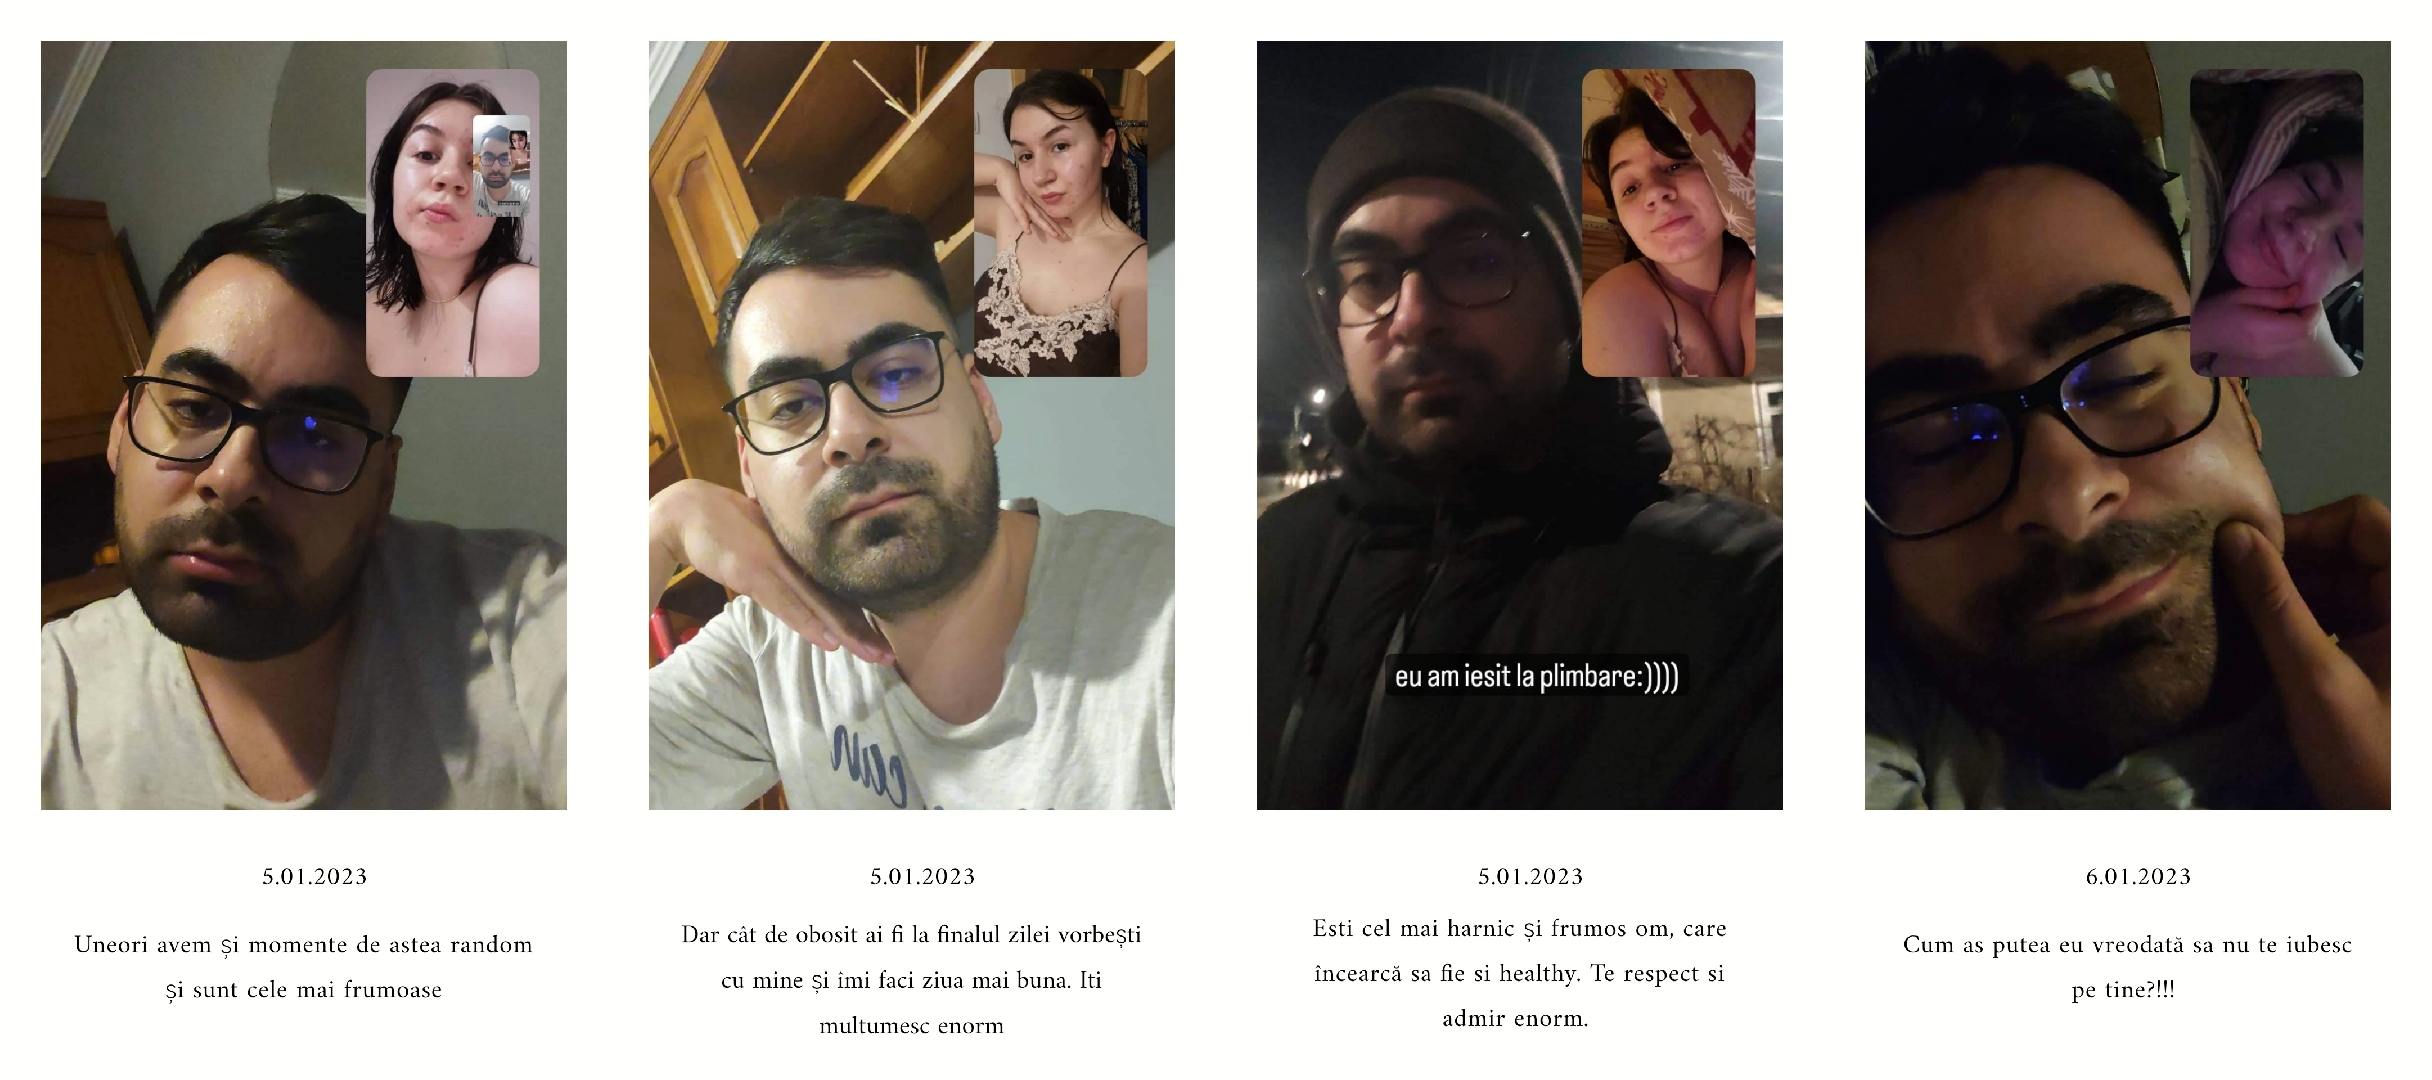 eu am iesit la plimbare:))))
5.01.2023
Uneori avem și momente de astea random
și sunt cele mai frumoase
5.01.2023
Dar cât de obosit ai fi la finalul zilei vorbești
cu mine și îmi faci ziua mai buna. Iti
multumesc enorm
5.01.2023
Esti cel mai harnic și frumos om, care
încearcă sa fie si healthy. Te respect si
admir enorm.
6.01.2023
Cum as putea eu vreodată sa nu te iubesc
pe tine?!!!